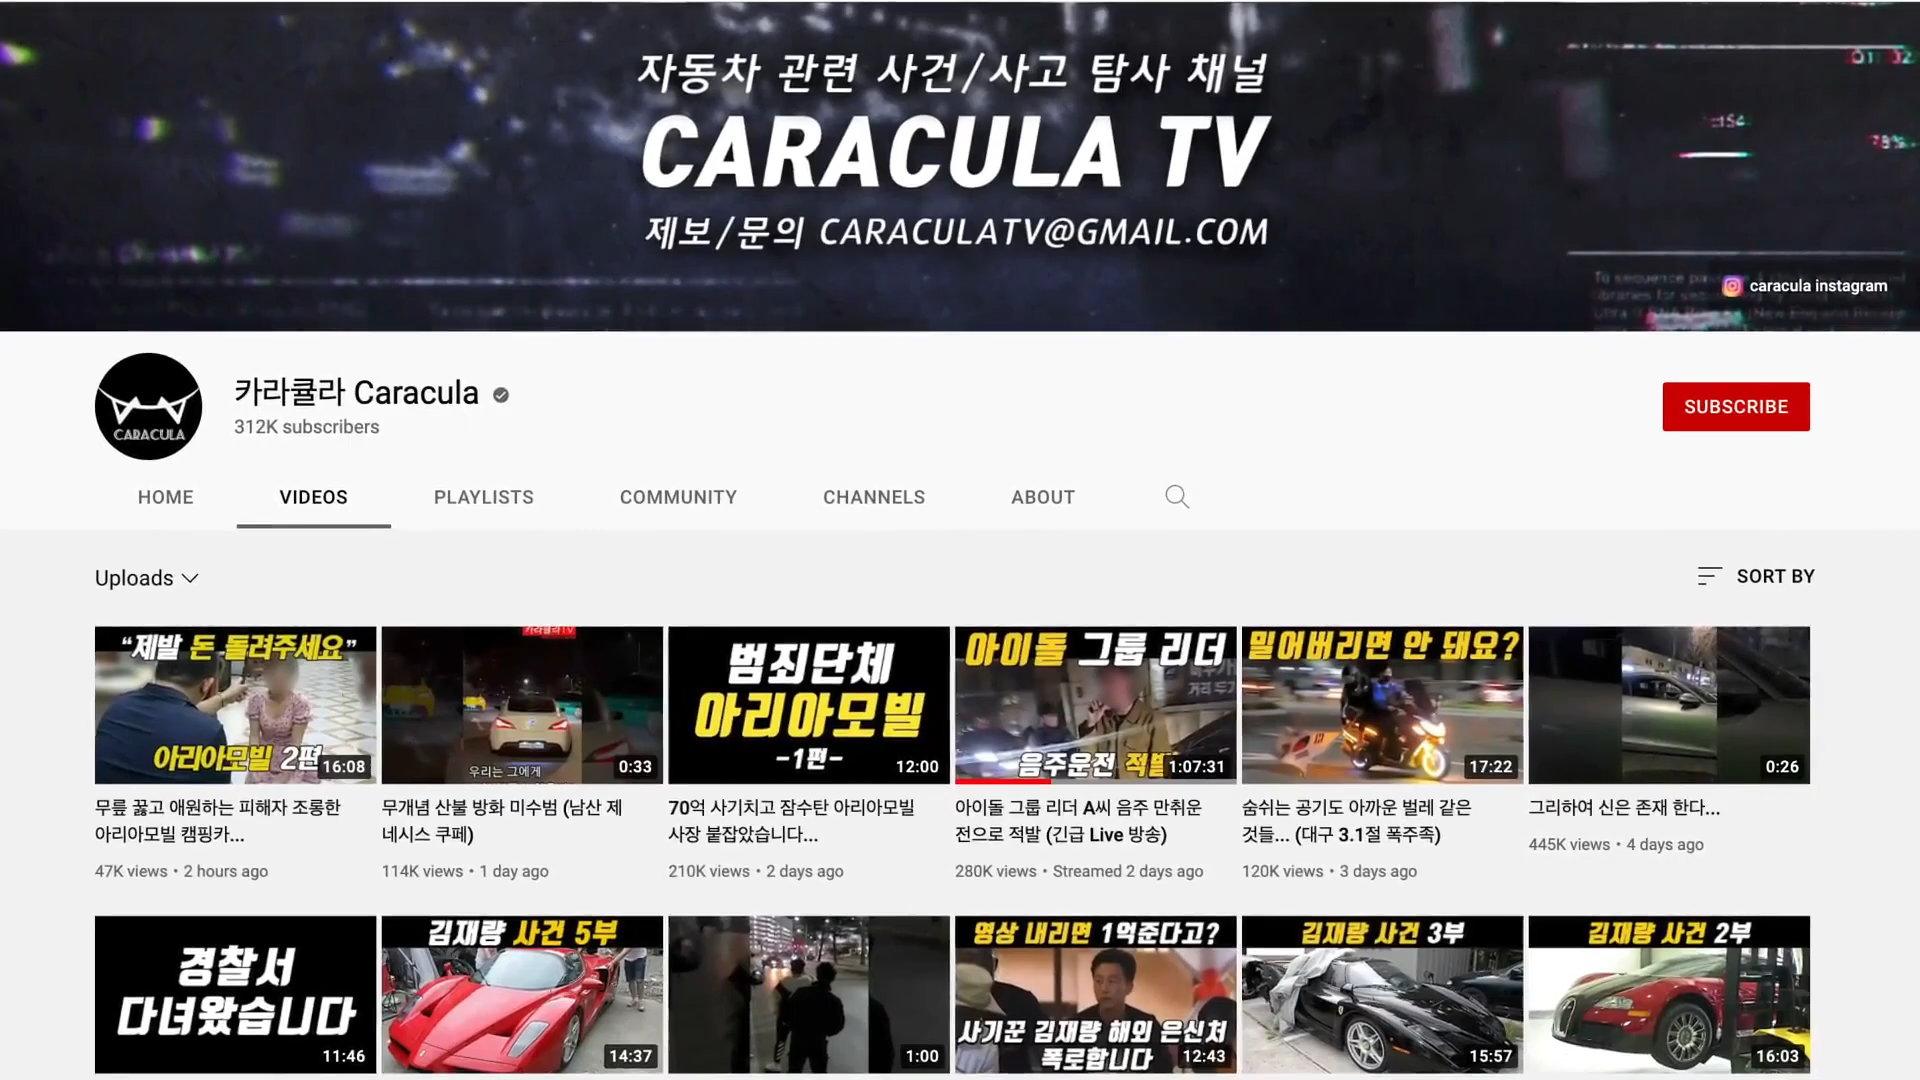 자동차 관련 사건/사고 탐사 채널
CARACULA TV
제보/문의 CARACULATV@GMAIL.COM
01 02
:154
78%
caracula instagram
CARACULA
카라큘라 Caracula
312K subscribers
SUBSCRIBE
HOME
VIDEOS
PLAYLISTS
COMMUNITY
CHANNELS
ABOUT
Uploads
SORT BY
“제발 돈 돌려주세요”
아리아모빌 2편
16:08
카라큘라TV
우리는 그에게
0:33
범죄단체
아리아모빌
-1편-
12:00
아이돌 그룹 리더
음주운전 적발
1:07:31
밀어버리면 안 돼요?
17:22
0:26
무릎 꿇고 애원하는 피해자 조롱한
아리아모빌 캠핑카...
47K views • 2 hours ago
무개념 산불 방화 미수범 (남산 제
네시스 쿠페)
114K views • 1 day ago
70억 사기치고 잠수탄 아리아모빌
사장 붙잡았습니다...
210K views • 2 days ago
아이돌 그룹 리더 A씨 음주 만취운
전으로 적발 (긴급 Live 방송)
280K views • Streamed 2 days ago
숨쉬는 공기도 아까운 벌레 같은
것들... (대구 3.1절 폭주족)
120K views • 3 days ago
그리하여 신은 존재 한다...
445K views • 4 days ago
경찰서
다녀왔습니다
11:46
김재량 사건 5부
14:37
1:00
영상 내리면 1억준다고?
사기꾼 김재량 해외 은신처
폭로합니다
12:43
김재량 사건 3부
15:57
김재량 사건 2부
16:03